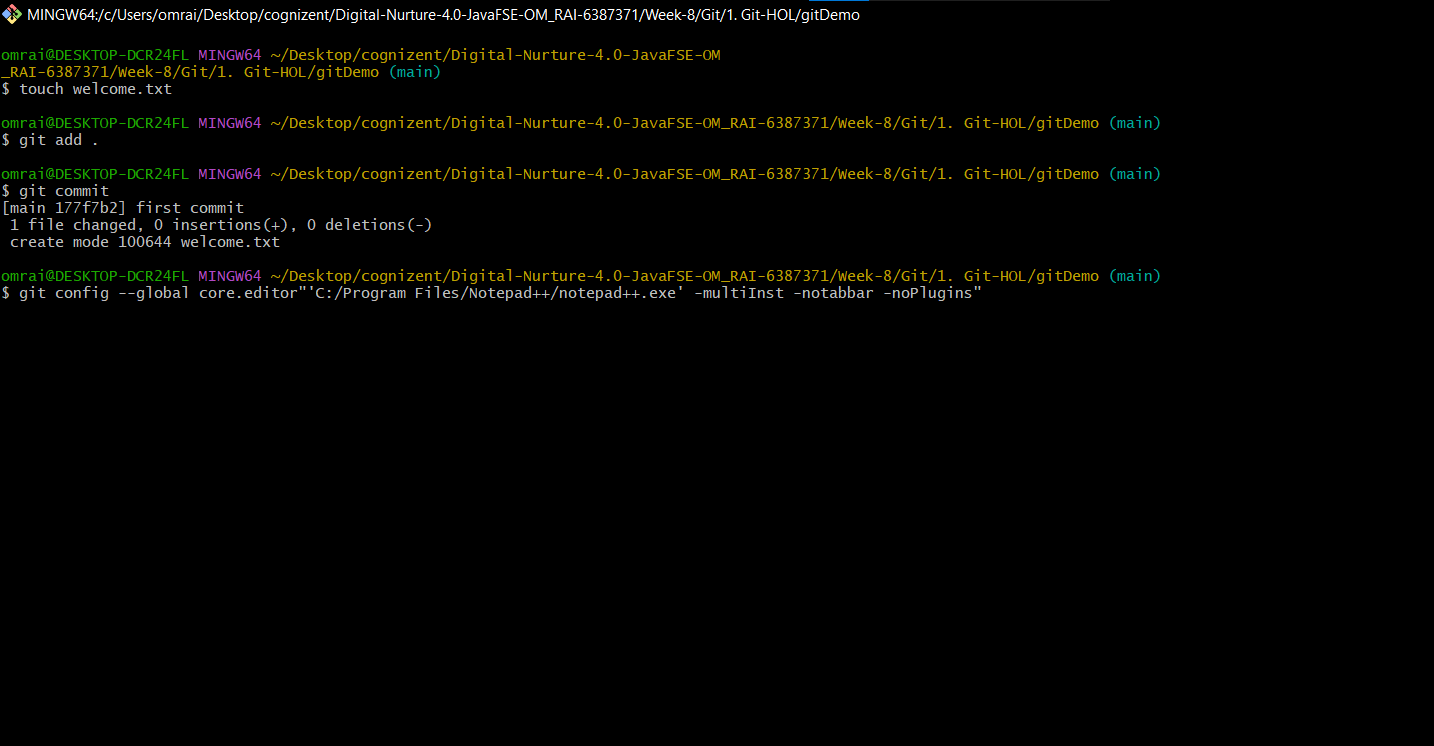 MINGW64:/c/Users/omrai/Desktop/cognizent/Digital-Nurture-4.0-JavaFSE-OM_RAI-6387371/Week-8/Git/1. Git-HOL/gitDemo
omrai@DESKTOP-DCR24FL MINGW64 ~/Desktop/cognizent/Digital-Nurture-4.0-JavaFSE-OM
_RAI-6387371/Week-8/Git/1. Git-HOL/gitDemo (main)
$ touch welcome.txt
omrai@DESKTOP-DCR24FL MINGW64 ~/Desktop/cognizent/Digital-Nurture-4.0-JavaFSE-OM_RAI-6387371/Week-8/Git/1. Git-HOL/gitDemo (main)
$ git add .
omrai@DESKTOP-DCR24FL MINGW64 ~/Desktop/cognizent/Digital-Nurture-4.0-JavaFSE-OM_RAI-6387371/Week-8/Git/1. Git-HOL/gitDemo (main)
$ git commit
[main 177f7b2] first commit
 1 file changed, 0 insertions(+), 0 deletions(-)
 create mode 100644 welcome.txt
omrai@DESKTOP-DCR24FL MINGW64 ~/Desktop/cognizent/Digital-Nurture-4.0-JavaFSE-OM_RAI-6387371/Week-8/Git/1. Git-HOL/gitDemo (main)
$ git config --global core.editor"'C:/Program Files/Notepad++/notepad++.exe' -multiInst -notabbar -noPlugins"